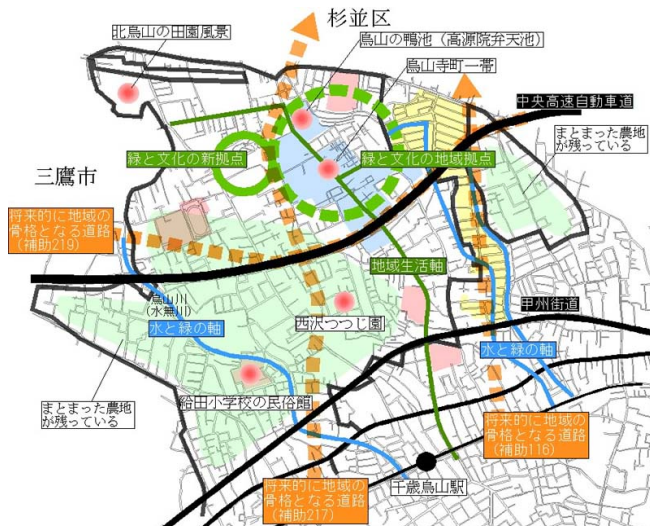 杉並区
北烏山の田園風景
烏山の鴨池（高源院弁天池）
烏山寺町一帯
中央高速自動車道
まとまった農地
が残っている
緑と文化の新拠点
緑と文化の地域拠点
三鷹市
将来的に地域の
骨格となる道路
（補助219）
地域生活軸
烏山川
（水無川）
甲州街道
水と緑の軸
西沢つつじ園
水と緑の軸
給田小学校の民俗館
まとまった農地
が残っている
将来的に地域の
骨格となる道路
（補助116）
将来的に地域の
骨格となる道路
（補助217）
千歳烏山駅